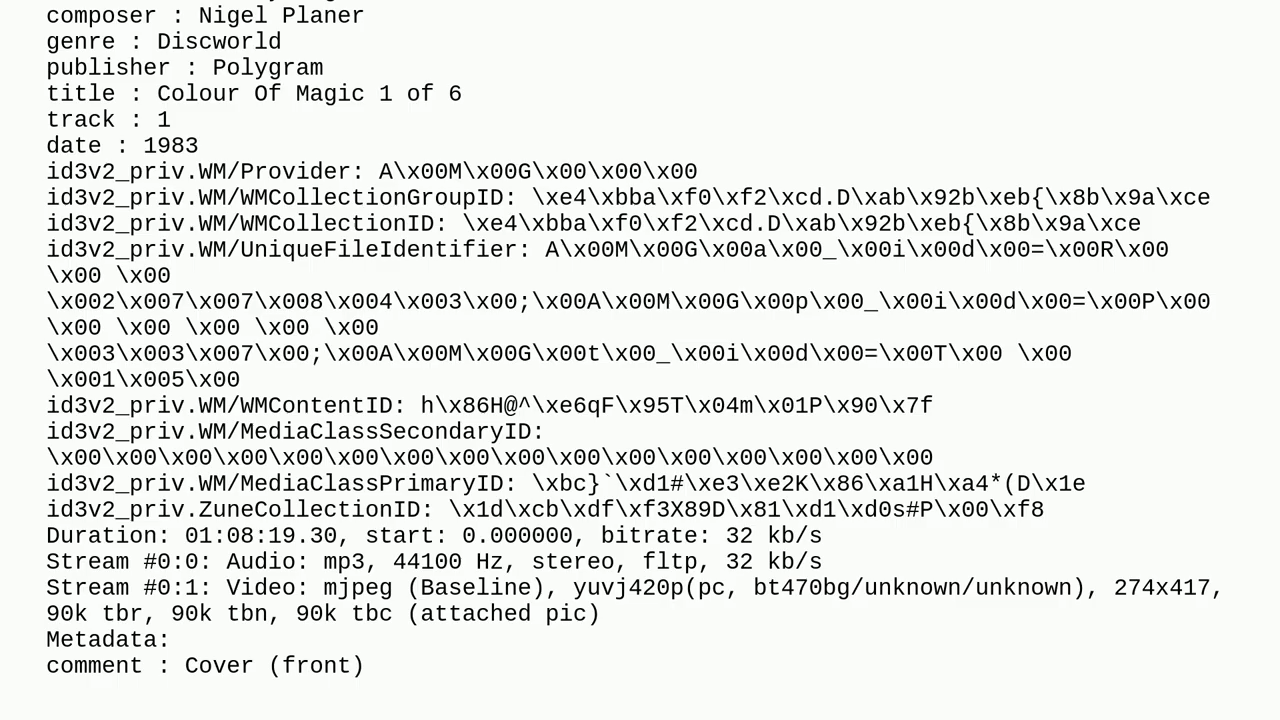 composer : Nigel Planer
genre : Discworld
publisher : Polygram
title : Colour Of Magic 1 of 6
track : 1
date : 1983
id3v2_priv.WM/Provider: A\x00M\x00G\x00\x00\x00
id3v2_priv.WM/WMCollectionGroupID: \xe4\xbba\xf0\xf2\xcd.D\xab\x92b\xeb{\x8b\x9a\xce
id3v2_priv.WM/WMCollectionID: \xe4\xbba\xf0\xf2\xcd.D\xab\x92b\xeb{\x8b\x9a\xce
id3v2_priv.WM/UniqueFileIdentifier: A\x00M\x00G\x00a\x00_\x00i\x00d\x00=\x00R\x00
\x00 \x00
\x002\x007\x007\x008\x004\x003\x00;\x00A\x00M\x00G\x00p\x00_\x00i\x00d\x00=\x00P\x00
\x00 \x00 \x00 \x00 \x00
\x003\x003\x007\x00;\x00A\x00M\x00G\x00t\x00_\x00i\x00d\x00=\x00T\x00 \x00
\x001\x005\x00
id3v2_priv.WM/WMContentID: h\x86H@^\xe6qF\x95T\x04m\x01P\x90\x7f
id3v2_priv.WM/MediaClassSecondaryID:
\x00\x00\x00\x00\x00\x00\x00\x00\x00\x00\x00\x00\x00\x00\x00\x00
id3v2_priv.WM/MediaClassPrimaryID: \xbc}`\xd1#\xe3\xe2K\x86\xa1H\xa4*(D\x1e
id3v2_priv.ZuneCollectionID: \x1d\xcb\xdf\xf3X89D\x81\xd1\xd0s#P\x00\xf8
Duration: 01:08:19.30, start: 0.000000, bitrate: 32 kb/s
Stream #0:0: Audio: mp3, 44100 Hz, stereo, fltp, 32 kb/s
Stream #0:1: Video: mjpeg (Baseline), yuvj420p(pc, bt470bg/unknown/unknown), 274x417,
90k tbr, 90k tbn, 90k tbc (attached pic)
Metadata:
comment : Cover (front)